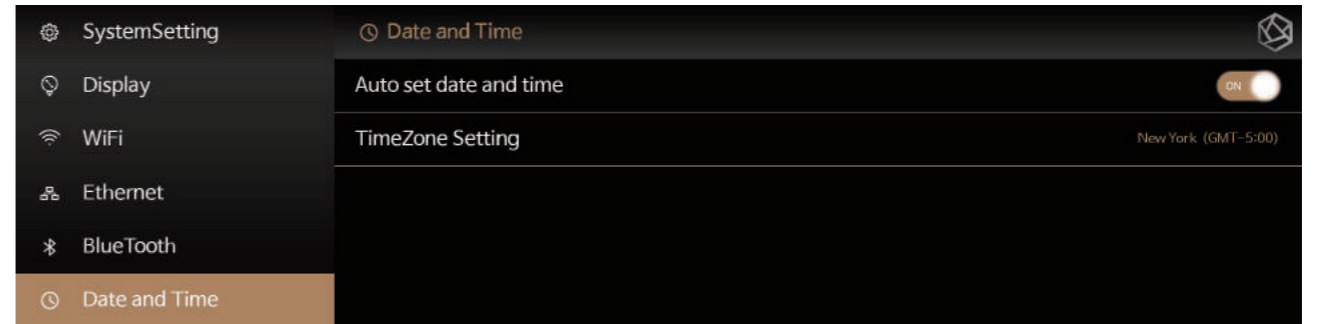 SystemSetting
Display
WiFi
Ethernet
BlueTooth
Date and Time
Date and Time
Auto set date and time
ON
TimeZone Setting
New York (GMT-5:00)